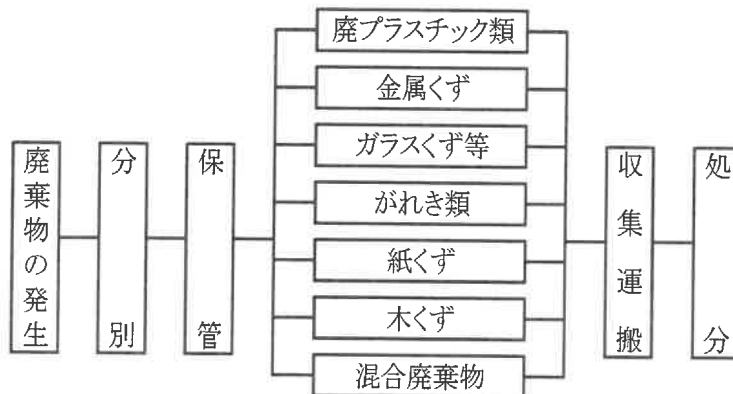 廃棄物の発生
分別
保管
廃プラスチック類
金属くず
ガラスくず等
がれき類
紙くず
木くず
混合廃棄物
収集運搬
処分